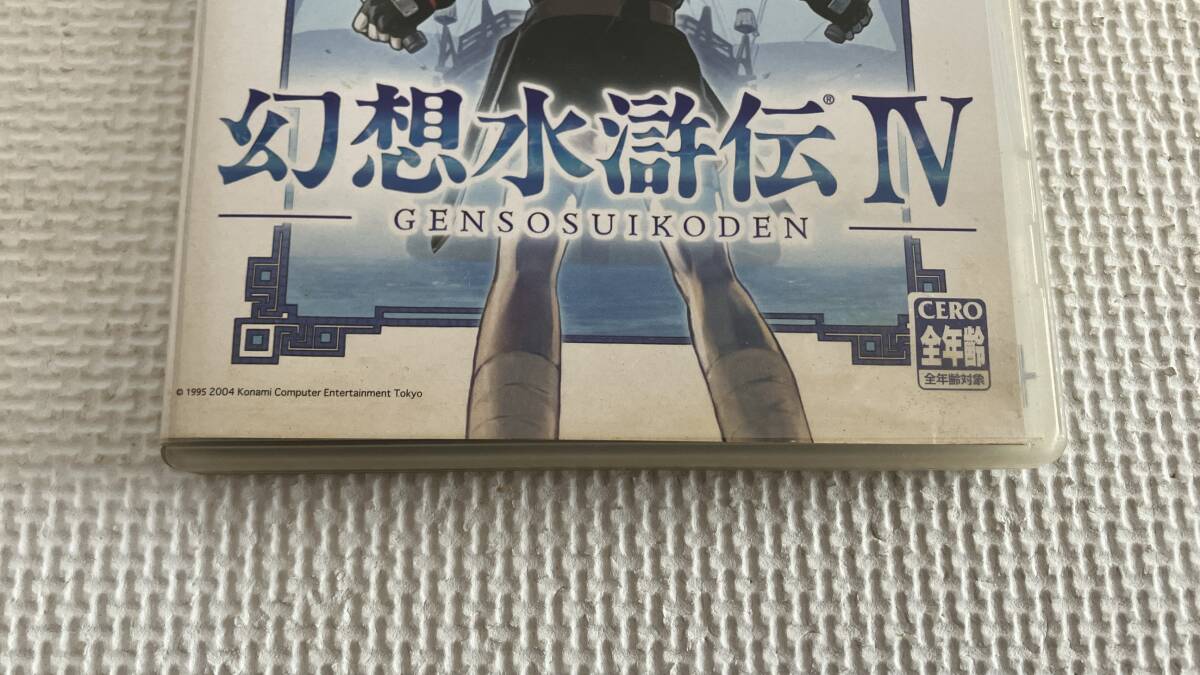 幻想水滸伝® IV
GENSOSUIKODEN
CERO
全年齢
全年齢対象
© 1995 2004 Konami Computer Entertainment Tokyo